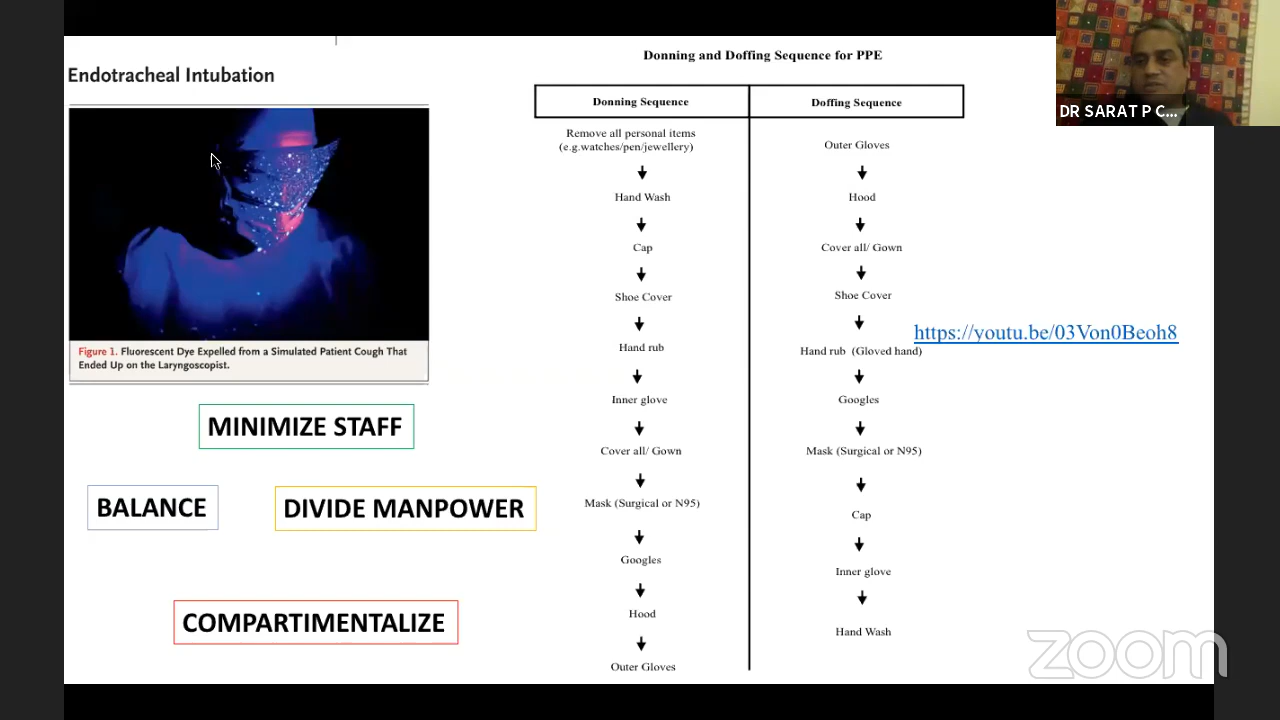 Endotracheal Intubation
Figure 1. Fluorescent Dye Expelled from a Simulated Patient Cough That
Ended Up on the Laryngoscopist.
MINIMIZE STAFF
BALANCE
DIVIDE MANPOWER
COMPARTIMENTALIZE
Donning and Doffing Sequence for PPE
Donning Sequence
Remove all personal items
(e.g.watches/pen/jewellery)
Hand Wash
Cap
Shoe Cover
Hand rub
Inner glove
Cover all/ Gown
Mask (Surgical or N95)
Googles
Hood
Outer Gloves
Doffing Sequence
Outer Gloves
Hood
Cover all/ Gown
Shoe Cover
Hand rub (Gloved hand)
Googles
Mask (Surgical or N95)
Cap
Inner glove
Hand Wash
https://youtu.be/03Von0Beoh8
DR SARAT P C...
zoom